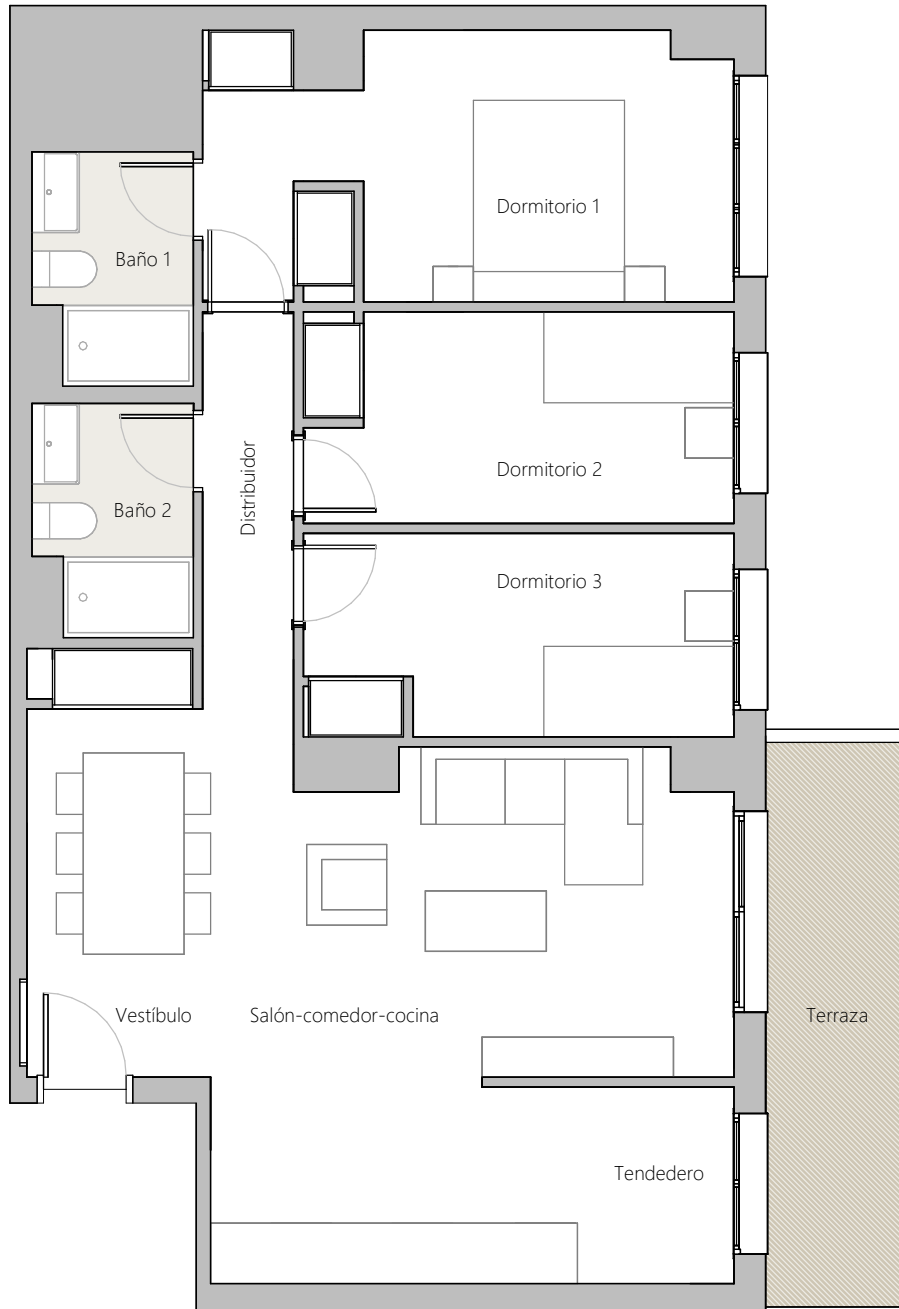 Dormitorio 1
Baño 1
Distribuidor
Dormitorio 2
Baño 2
Dormitorio 3
Vestíbulo
Salón-comedor-cocina
Terraza
Tendedero